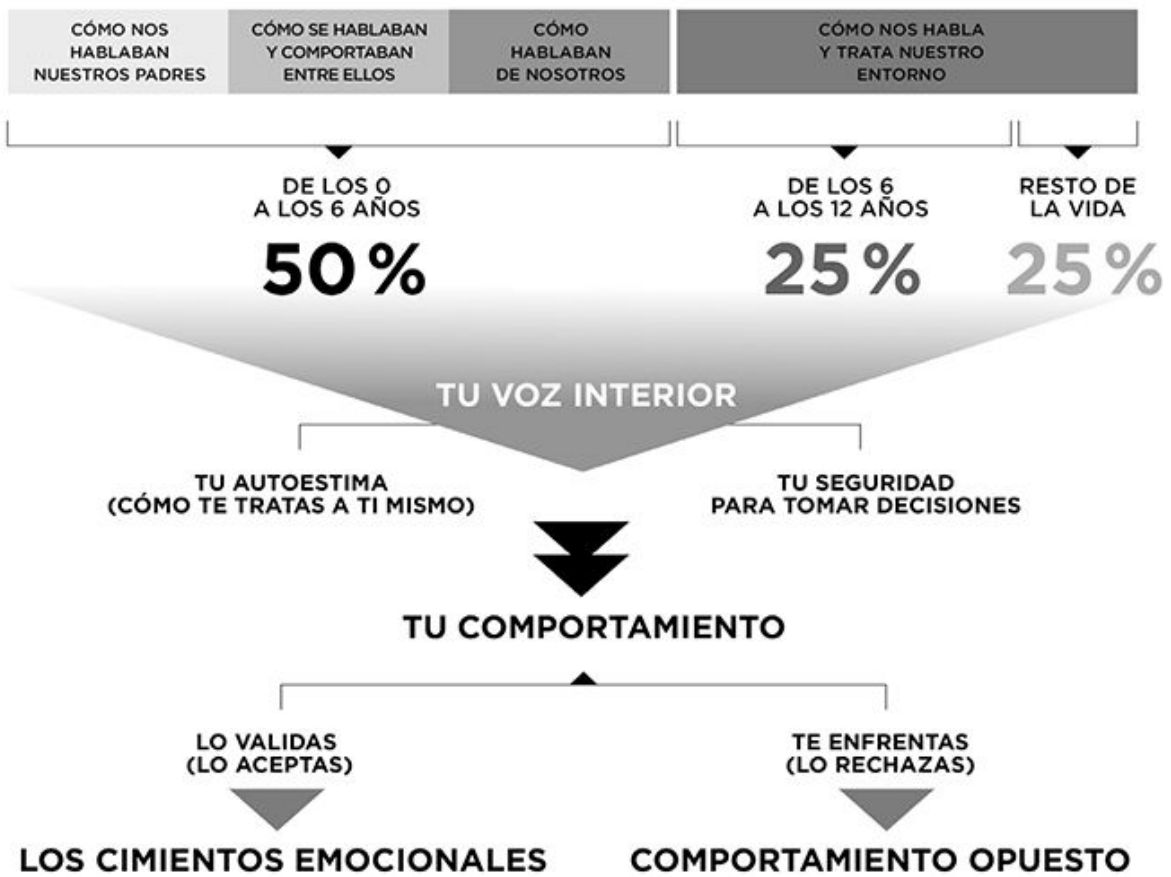 CÓMO NOS
HABLABAN
NUESTROS PADRES
CÓMO SE HABLABAN
Y COMPORTABAN
ENTRE ELLOS
CÓMO
HABLABAN
DE NOSOTROS
CÓMO NOS HABLA
Y TRATA NUESTRO
ENTORNO
DE LOS 0
A LOS 6 AÑOS
50 %
DE LOS 6
A LOS 12 AÑOS
25 %
RESTO DE
LA VIDA
25 %
TU VOZ INTERIOR
TU AUTOESTIMA
(CÓMO TE TRATAS A TI MISMO)
TU SEGURIDAD
PARA TOMAR DECISIONES
TU COMPORTAMIENTO
LO VALIDAS
(LO ACEPTAS)
TE ENFRENTAS
(LO RECHAZAS)
LOS CIMIENTOS EMOCIONALES
COMPORTAMIENTO OPUESTO